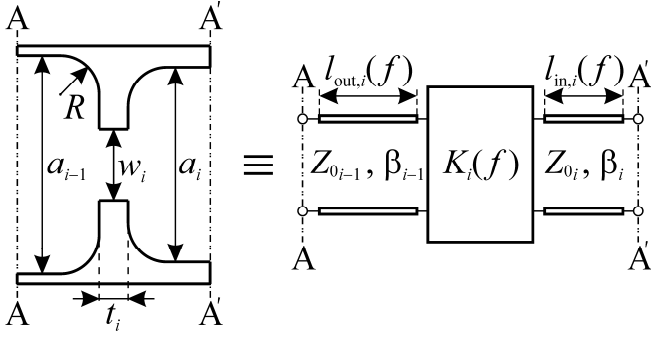 A A′
l_out,i(f) l_in,i(f)
A A′
R
a_i–1 w_i a_i ≡ Z_0i–1, β_i–1 K_i(f) Z_0i, β_i
A A′
A A′
t_i